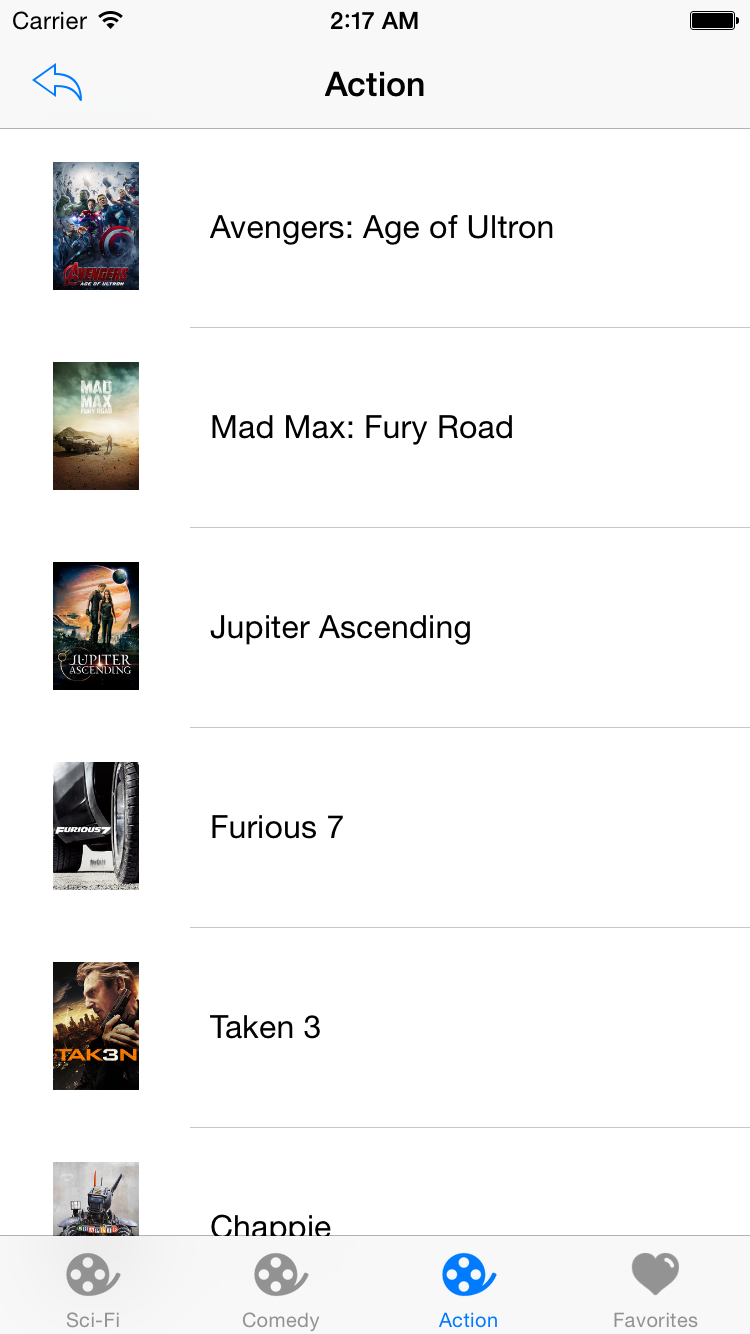 Carrier 2:17 AM
Action
AVENGERS
AGE OF ULTRON
Avengers: Age of Ultron
MAD
MAX
FURY ROAD
Mad Max: Fury Road
JUPITER
ASCENDING
Jupiter Ascending
FURIOUS 7
Furious 7
TAK3N
Taken 3
Chappie
Sci-Fi Comedy Action Favorites